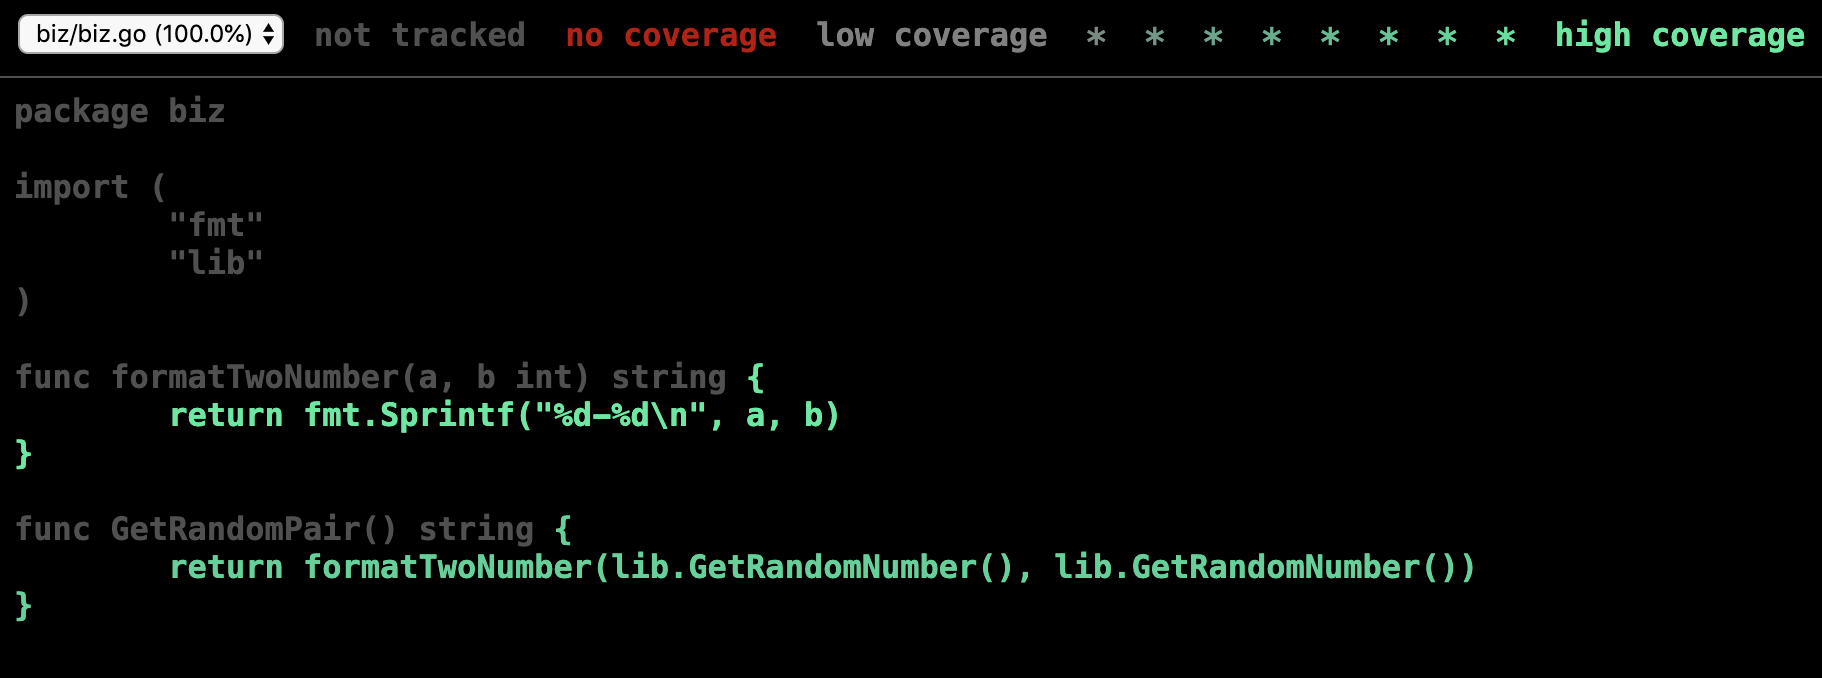 biz/biz.go (100.0%) not tracked no coverage low coverage * * * * * * * * high coverage
package biz
import (
"fmt"
"lib"
)
func formatTwoNumber(a, b int) string {
return fmt.Sprintf("%d-%d\n", a, b)
}
func GetRandomPair() string {
return formatTwoNumber(lib.GetRandomNumber(), lib.GetRandomNumber())
}